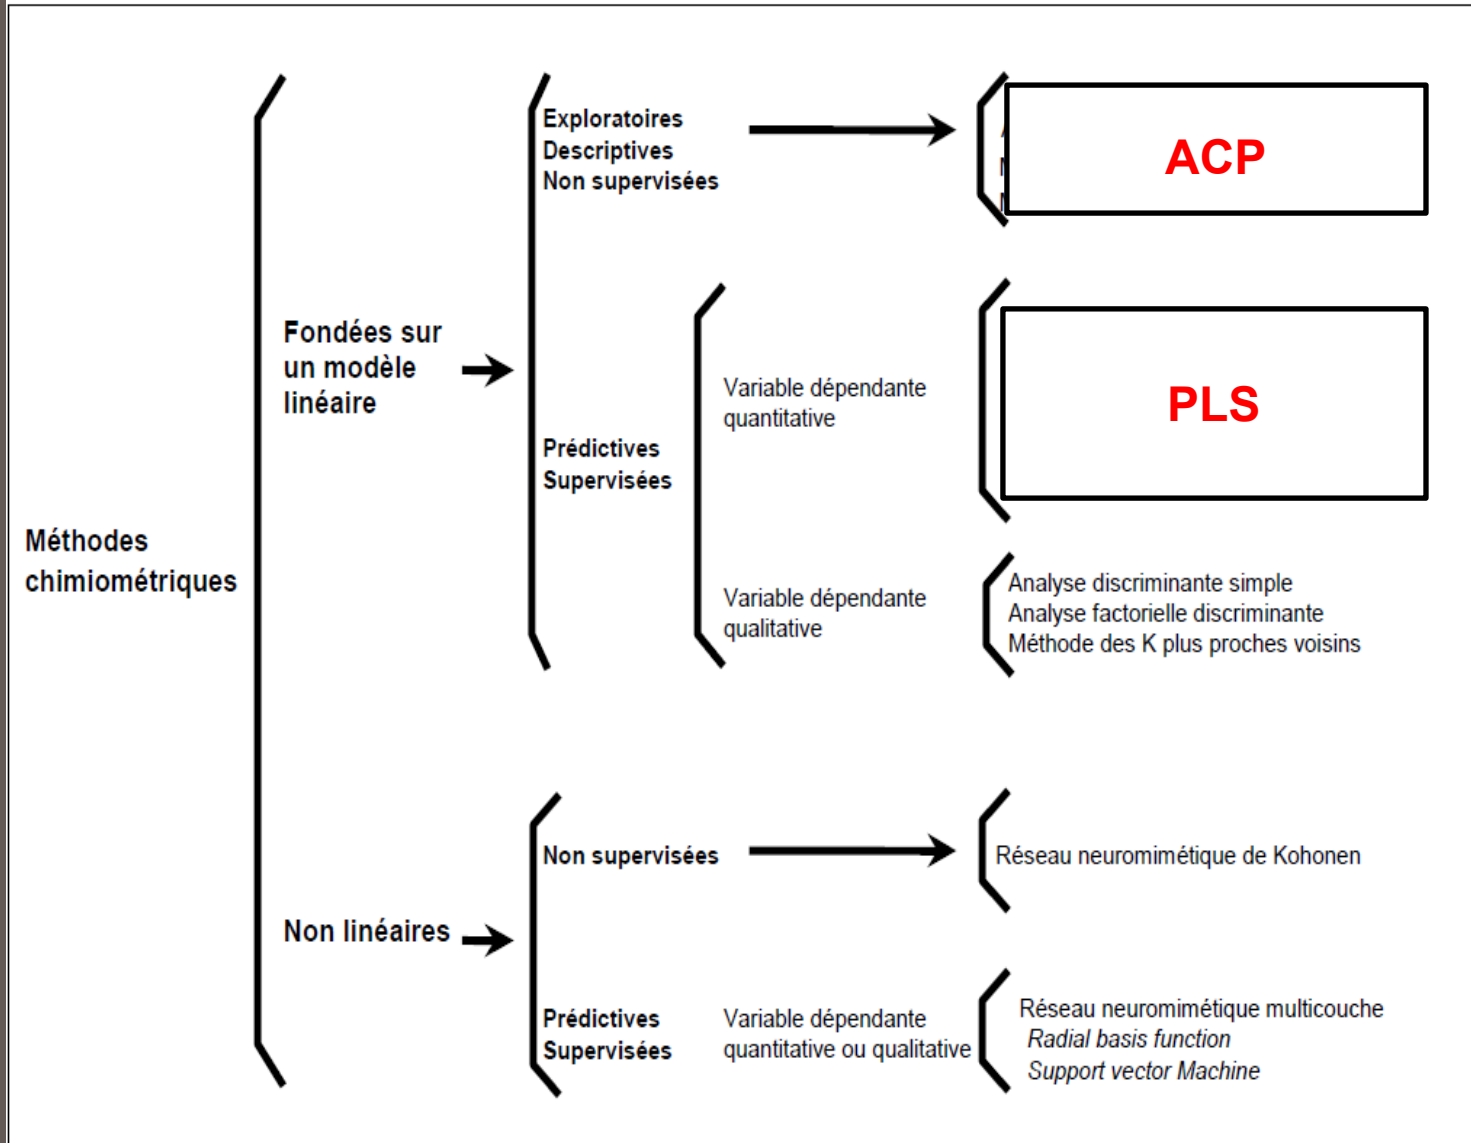 Exploratoires
Descriptives
Non supervisées
ACP
Fondées sur
un modèle
linéaire
Variable dépendante
quantitative
PLS
Prédictives
Supervisées
Méthodes
chimiométriques
Variable dépendante
qualitative
Analyse discriminante simple
Analyse factorielle discriminante
Méthode des K plus proches voisins
Non supervisées
Réseau neuromimétique de Kohonen
Non linéaires
Prédictives
Supervisées
Variable dépendante
quantitative ou qualitative
Réseau neuromimétique multicouche
Radial basis function
Support vector Machine